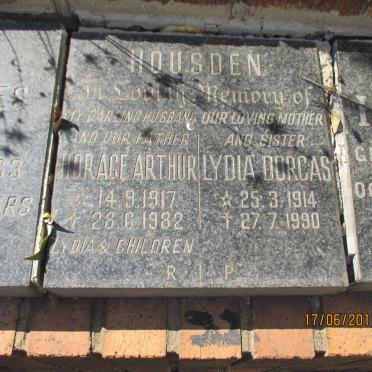 HOUSDEN
In Loving Memory of
MY DARLING HUSBAND
AND OUR FATHER
HORACE ARTHUR
☆ 14.9.1917
✝ 28.6.1982
LYDIA & CHILDREN
OUR LOVING MOTHER
AND SISTER
LYDIA DORCAS
☆ 25.3.1914
✝ 27.7.1990
R.I.P
17/06/201